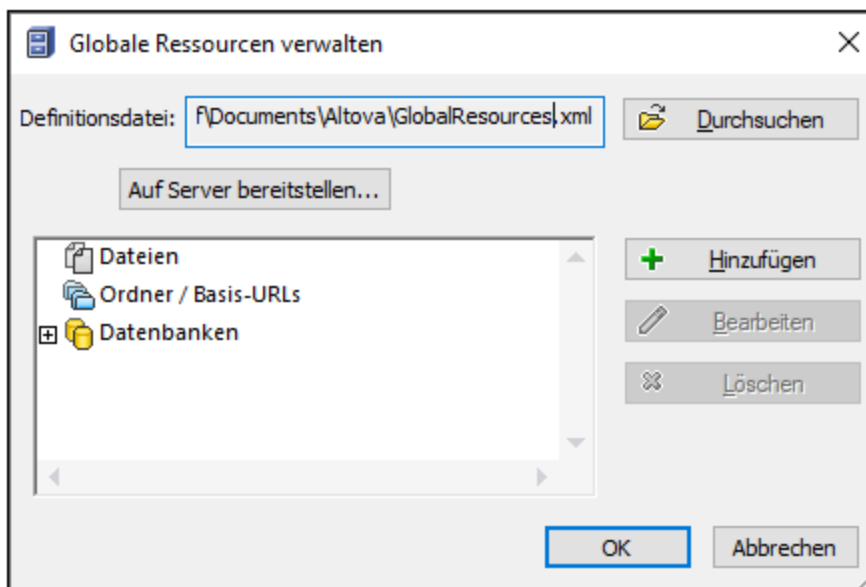 Globale Ressourcen verwalten
Definitionsdatei: f\Documents\Altova\GlobalResources.xml Durchsuchen
Auf Server bereitstellen...
Dateien
Ordner / Basis-URLs
Datenbanken
Hinzufügen
Bearbeiten
Löschen
OK Abbrechen